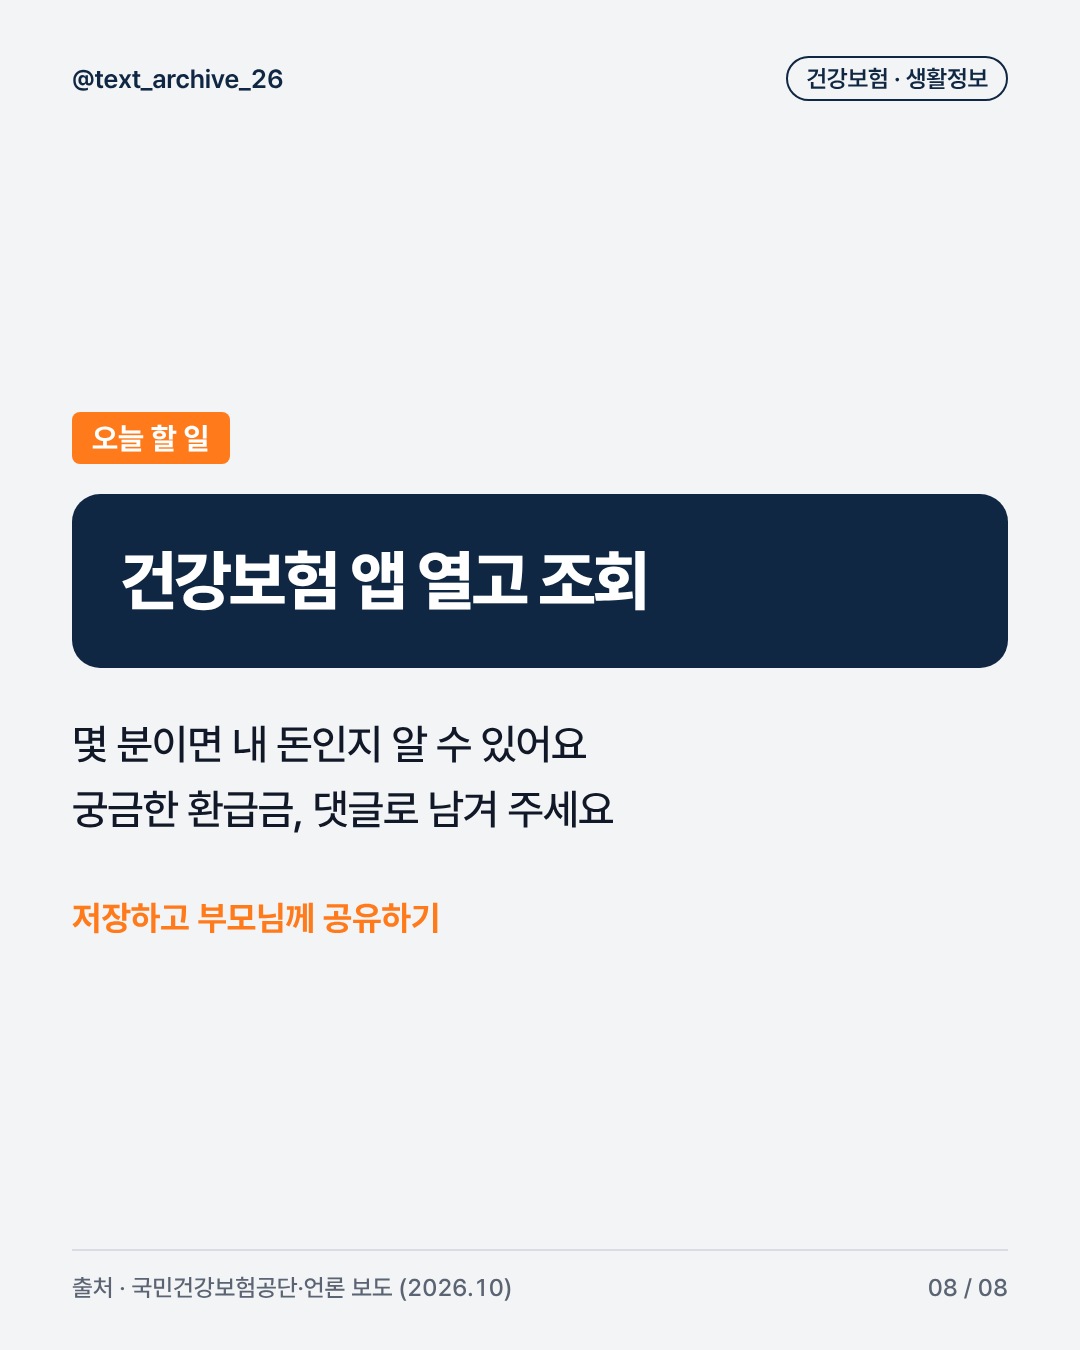 @text_archive_26
건강보험 · 생활정보
오늘 할 일
건강보험 앱 열고 조회
몇 분이면 내 돈인지 알 수 있어요
궁금한 환급금, 댓글로 남겨 주세요
저장하고 부모님께 공유하기
출처 · 국민건강보험공단·언론 보도 (2026.10)
08 / 08